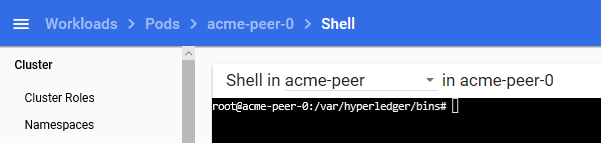 Workloads > Pods > acme-peer-0 > Shell
Cluster
Cluster Roles
Namespaces
Shell in acme-peer in acme-peer-0
root@acme-peer-0:/var/hyperledger/bins#